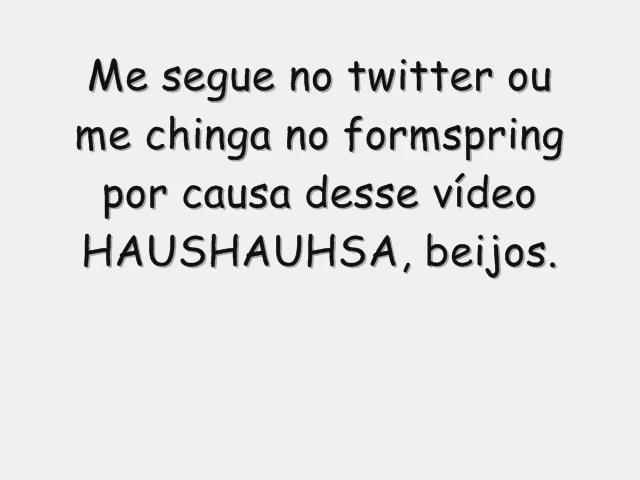 Me segue no twitter ou
me chinga no formspring
por causa desse vídeo
HAUSHAUHSA, beijos.